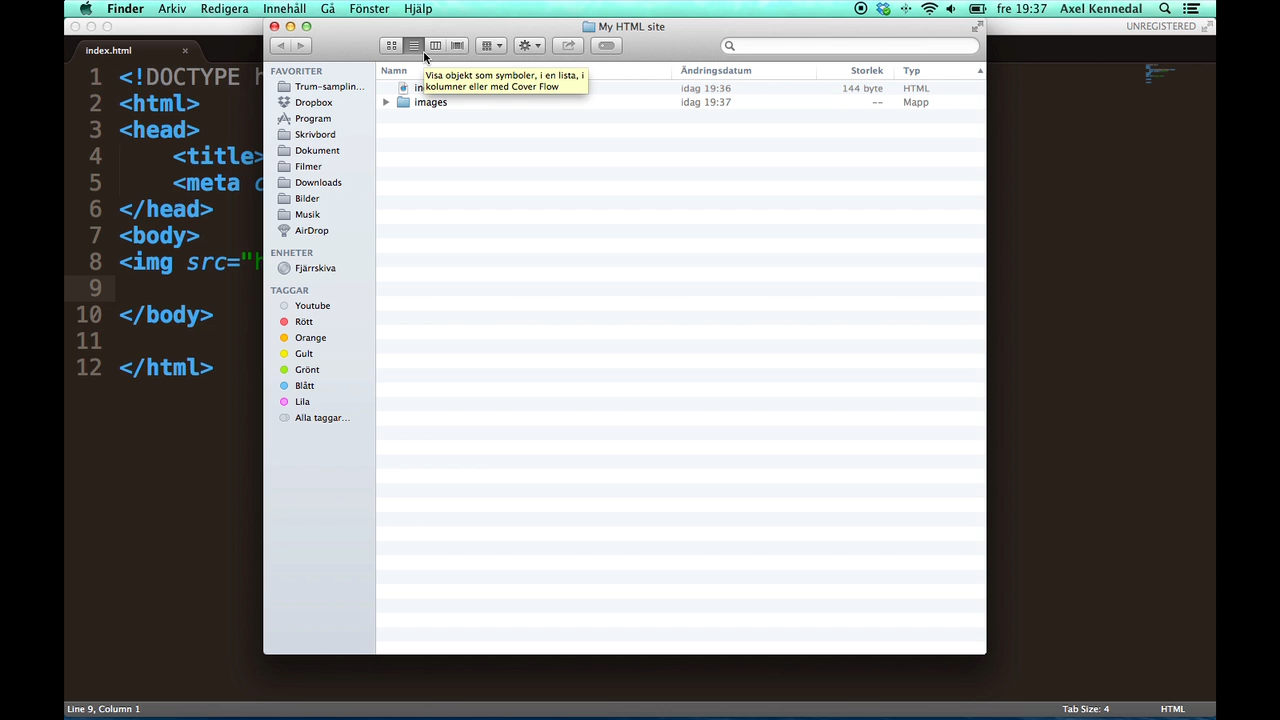 Finder Arkiv Redigera Innehåll Gå Fönster Hjälp fre 19:37 Axel Kennedal
My HTML site
UNREGISTERED
index.html
FAVORITER
Trum-samplin...
Dropbox
Program
Skrivbord
Dokument
Filmer
Downloads
Bilder
Musik
AirDrop
ENHETER
Fjärrskiva
TAGGAR
Youtube
Rött
Orange
Gult
Grönt
Blått
Lila
Alla taggar...
Namn Ändringsdatum Storlek Typ
Visa objekt som symboler, i en lista, i
kolumner eller med Cover Flow
idag 19:36 144 byte HTML
images idag 19:37 -- Mapp
1 <!DOCTYPE
2 <html>
3 <head>
4 <title>
5 <meta
6 </head>
7 <body>
8 <img src="h
9
10 </body>
11
12 </html>
Line 9, Column 1 Tab Size: 4 HTML